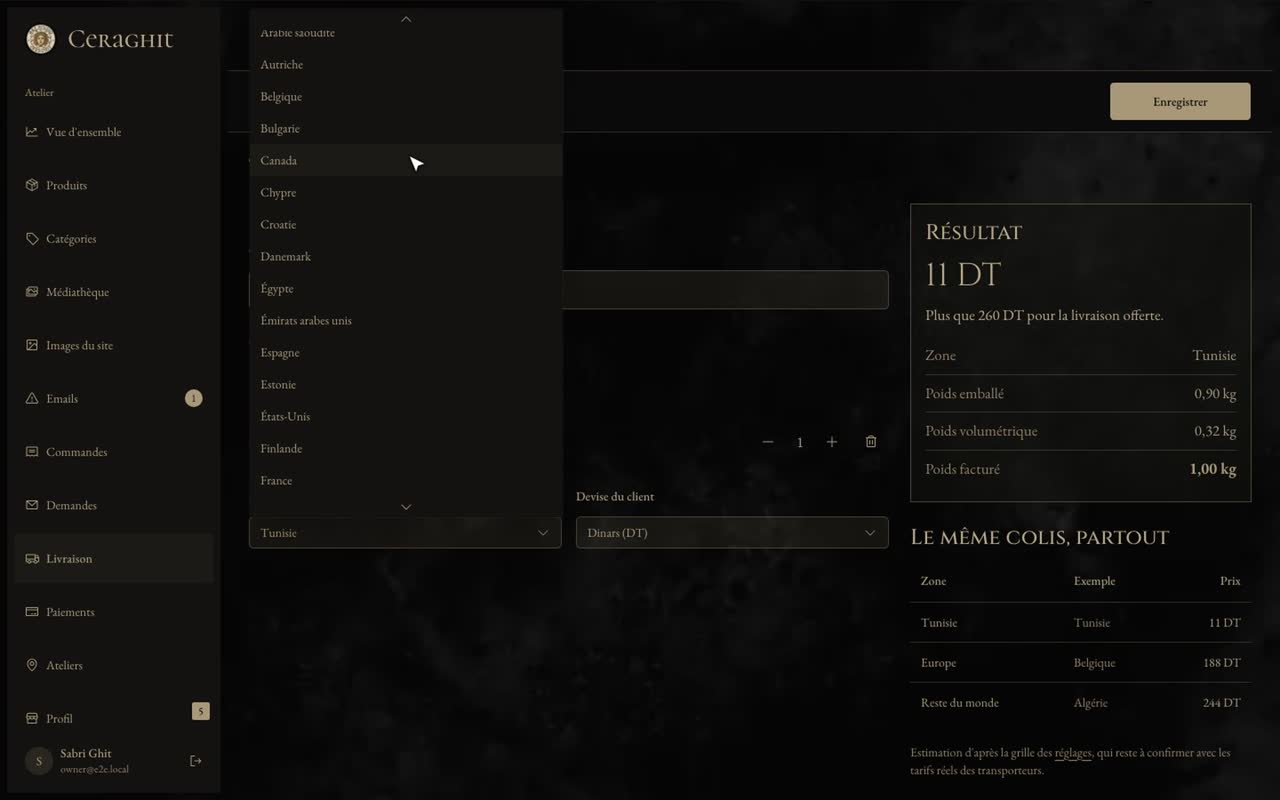 Ceraghit
Atelier
Vue d'ensemble
Produits
Catégories
Médiathèque
Images du site
Emails
1
Commandes
Demandes
Livraison
Paiements
Ateliers
Profil
5
S
Sabri Ghit
owner@e2e.local
Arabie saoudite
Autriche
Belgique
Bulgarie
Canada
Chypre
Croatie
Danemark
Égypte
Émirats arabes unis
Espagne
Estonie
États-Unis
Finlande
France
Tunisie
1
Devise du client
Dinars (DT)
Enregistrer
Résultat
11 DT
Plus que 260 DT pour la livraison offerte.
Zone Tunisie
Poids emballé 0,90 kg
Poids volumétrique 0,32 kg
Poids facturé 1,00 kg
Le même colis, partout
Zone Exemple Prix
Tunisie Tunisie 11 DT
Europe Belgique 188 DT
Reste du monde Algérie 244 DT
Estimation d'après la grille des réglages, qui reste à confirmer avec les
tarifs réels des transporteurs.